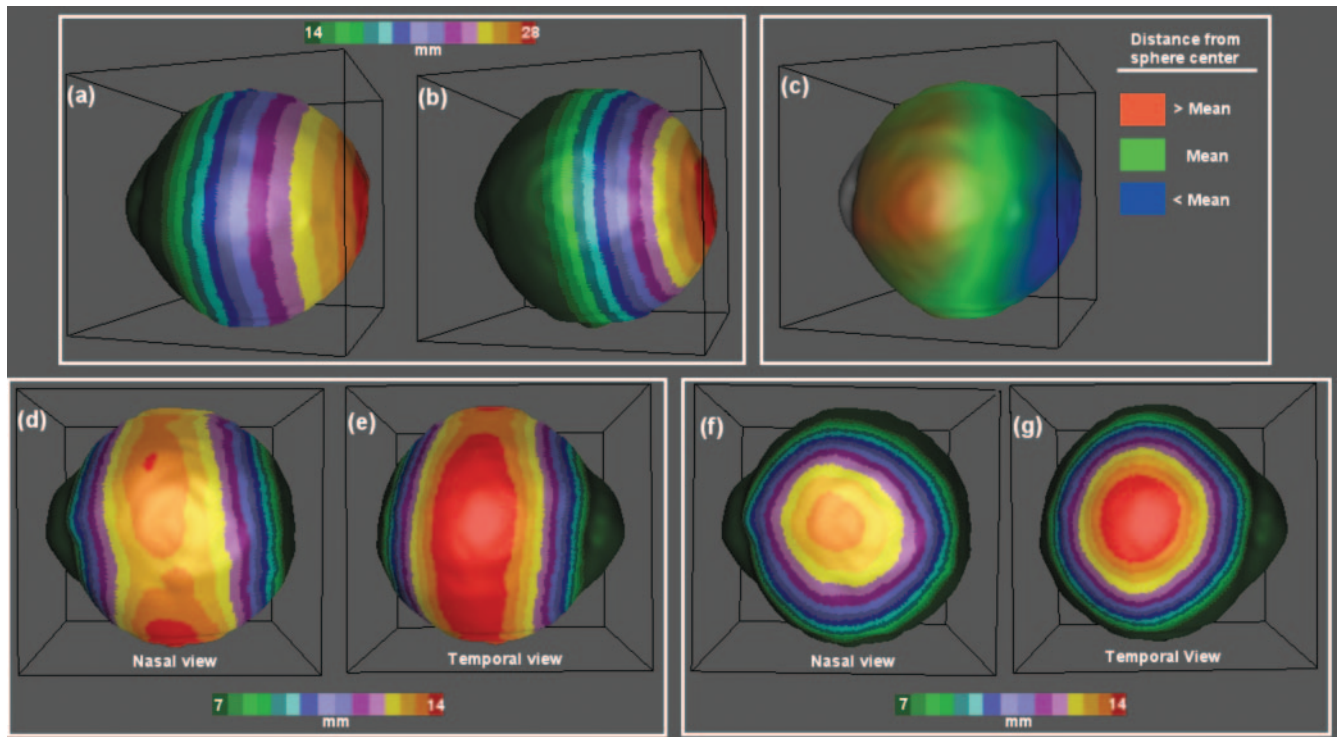 14 28
mm
(a)
(b)
(c)
Distance from
sphere center
> Mean
Mean
< Mean
(d)
(e)
Nasal view
Temporal view
7 14
mm
(f)
(g)
Nasal view
Temporal View
7 14
mm